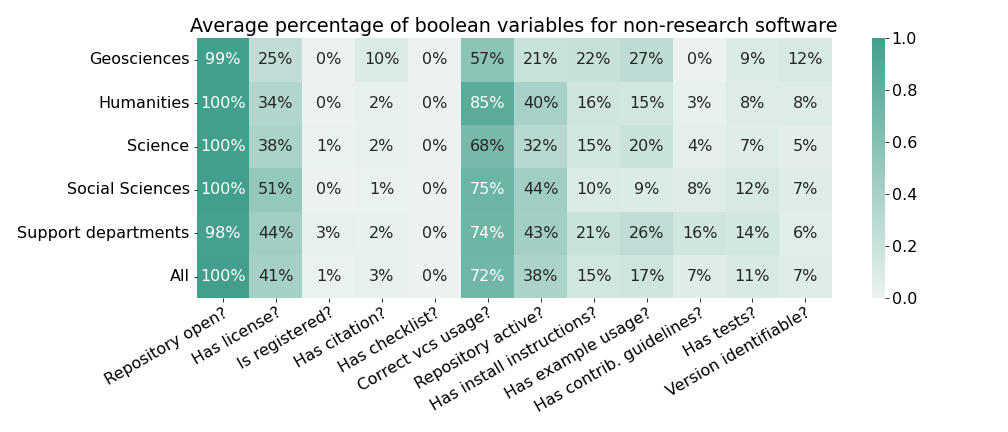 Average percentage of boolean variables for non-research software
Geosciences 99% 25% 0% 10% 0% 57% 21% 22% 27% 0% 9% 12%
Humanities 100% 34% 0% 2% 0% 85% 40% 16% 15% 3% 8% 8%
Science 100% 38% 1% 2% 0% 68% 32% 15% 20% 4% 7% 5%
Social Sciences 100% 51% 0% 1% 0% 75% 44% 10% 9% 8% 12% 7%
Support departments 98% 44% 3% 2% 0% 74% 43% 21% 26% 16% 14% 6%
All 100% 41% 1% 3% 0% 72% 38% 15% 17% 7% 11% 7%
Repository open?
Has license?
Is registered?
Has citation?
Has checklist?
Correct vcs usage?
Repository active?
Has install instructions?
Has example usage?
Has contrib. guidelines?
Has tests?
Version identifiable?
1.0
0.8
0.6
0.4
0.2
0.0